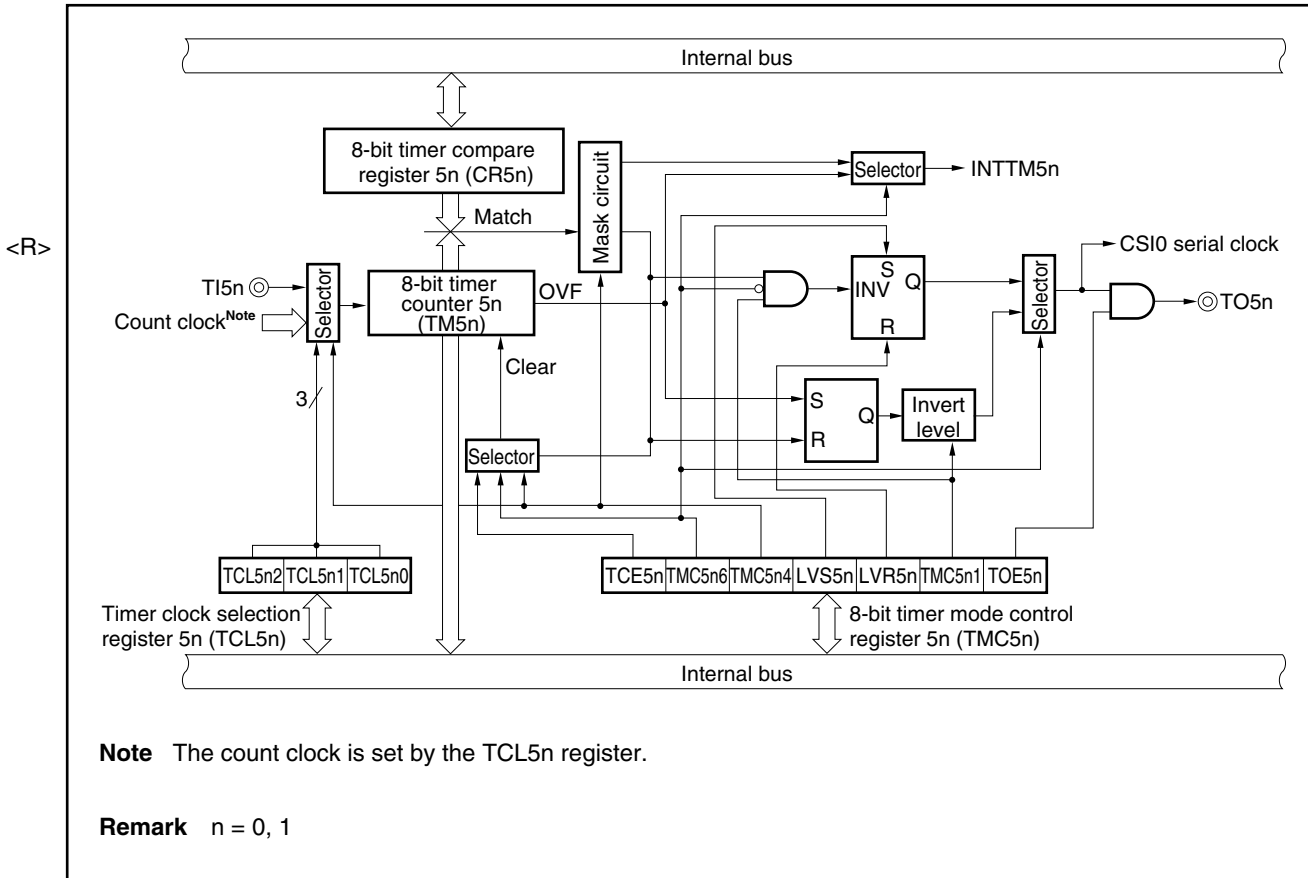 Internal bus
8-bit timer compare
register 5n (CR5n)
Match
Mask circuit
Selector
INTTM5n
<R>
CSI0 serial clock
TI5n
Count clockNote
Selector
8-bit timer
counter 5n
(TM5n)
OVF
S
INV
Q
R
Selector
TO5n
Clear
3
S
Q
R
Invert
level
Selector
TCL5n2 TCL5n1 TCL5n0
TCE5n TMC5n6 TMC5n4 LVS5n LVR5n TMC5n1 TOE5n
Timer clock selection
register 5n (TCL5n)
8-bit timer mode control
register 5n (TMC5n)
Internal bus
Note The count clock is set by the TCL5n register.
Remark n = 0, 1